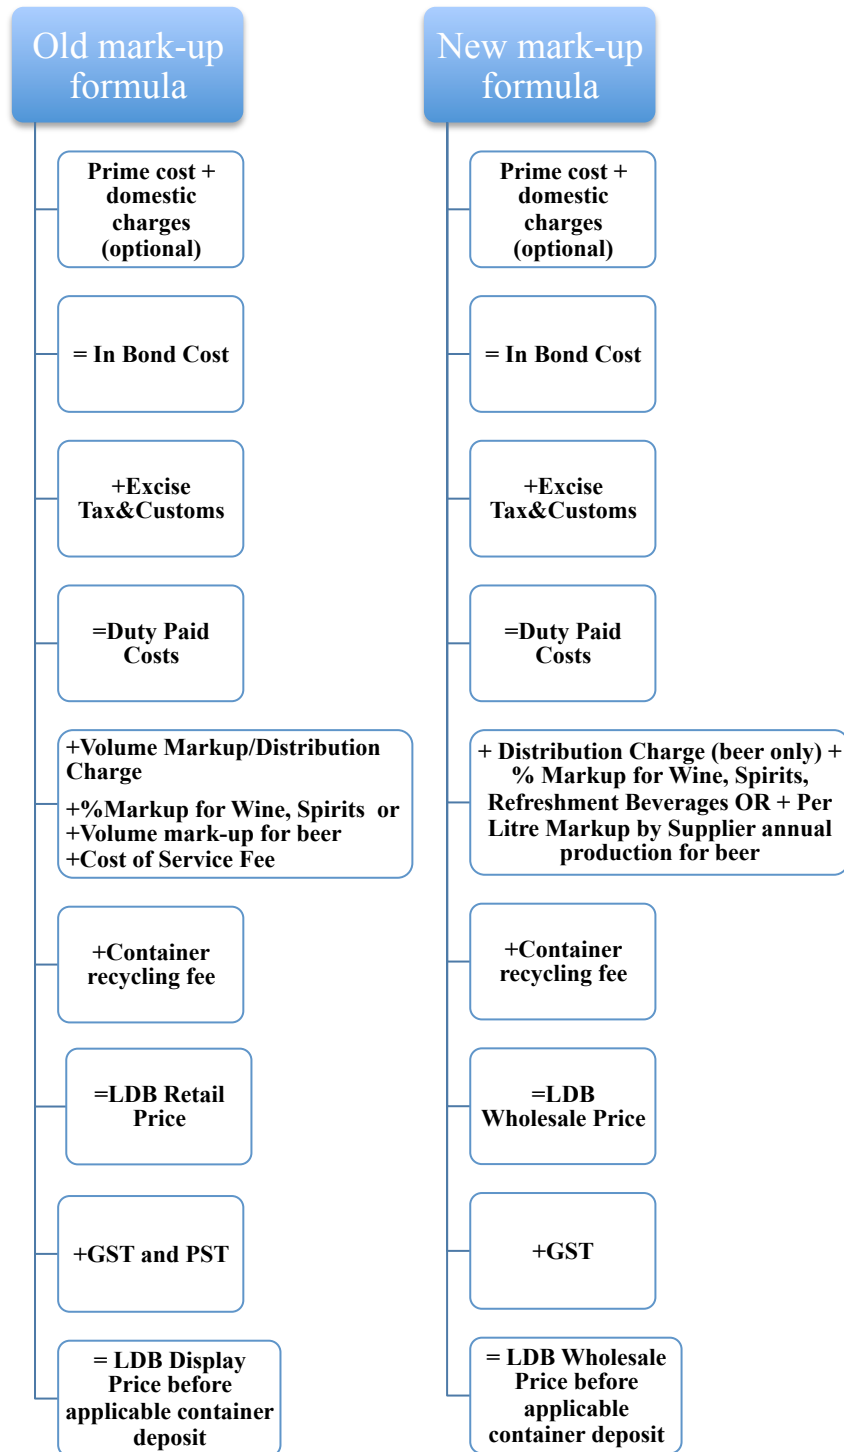 Old mark-up
formula
Prime cost +
domestic
charges
(optional)
= In Bond Cost
+Excise
Tax&Customs
=Duty Paid
Costs
+Volume Markup/Distribution
Charge
+%Markup for Wine, Spirits or
+Volume mark-up for beer
+Cost of Service Fee
+Container
recycling fee
=LDB Retail
Price
+GST and PST
= LDB Display
Price before
applicable container
deposit
New mark-up
formula
Prime cost +
domestic
charges
(optional)
= In Bond Cost
+Excise
Tax&Customs
=Duty Paid
Costs
+ Distribution Charge (beer only) +
% Markup for Wine, Spirits,
Refreshment Beverages OR + Per
Litre Markup by Supplier annual
production for beer
+Container
recycling fee
=LDB
Wholesale Price
+GST
= LDB Wholesale
Price before
applicable
container deposit